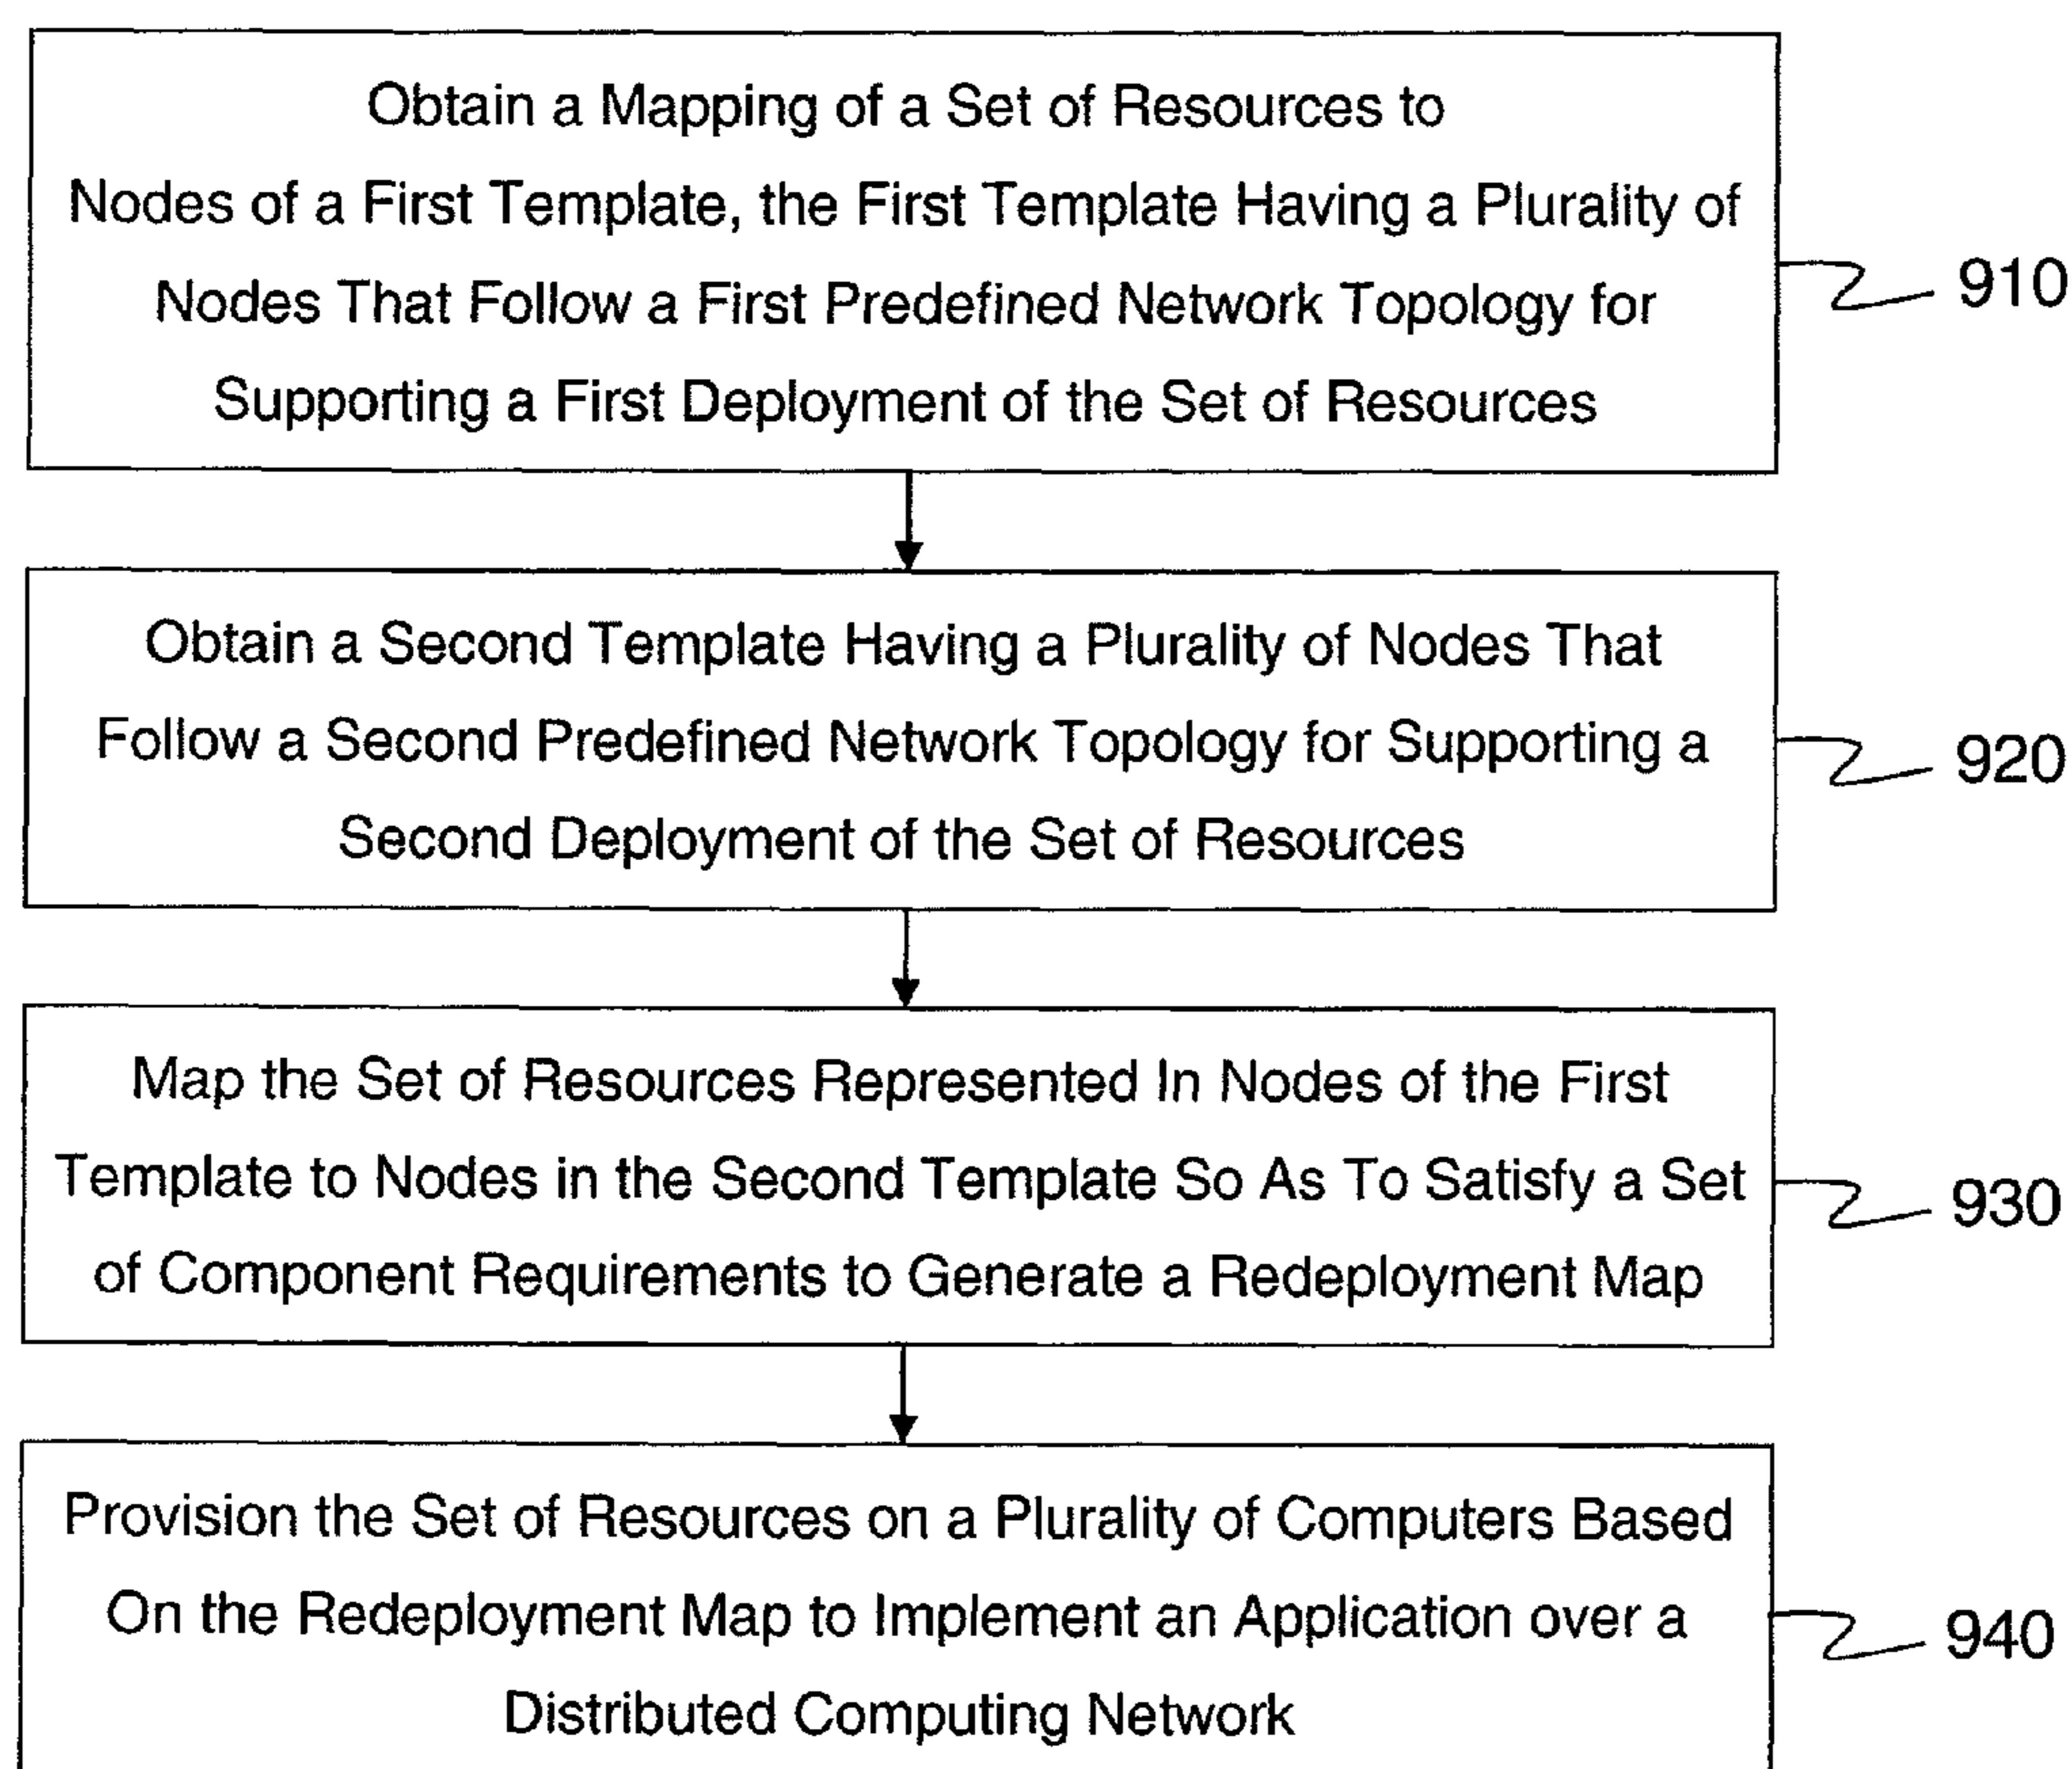 Obtain a Mapping of a Set of Resources to
Nodes of a First Template, the First Template Having a Plurality of
Nodes That Follow a First Predefined Network Topology for
Supporting a First Deployment of the Set of Resources
910
Obtain a Second Template Having a Plurality of Nodes That
Follow a Second Predefined Network Topology for Supporting a
Second Deployment of the Set of Resources
920
Map the Set of Resources Represented In Nodes of the First
Template to Nodes in the Second Template So As To Satisfy a Set
of Component Requirements to Generate a Redeployment Map
930
Provision the Set of Resources on a Plurality of Computers Based
On the Redeployment Map to Implement an Application over a
Distributed Computing Network
940